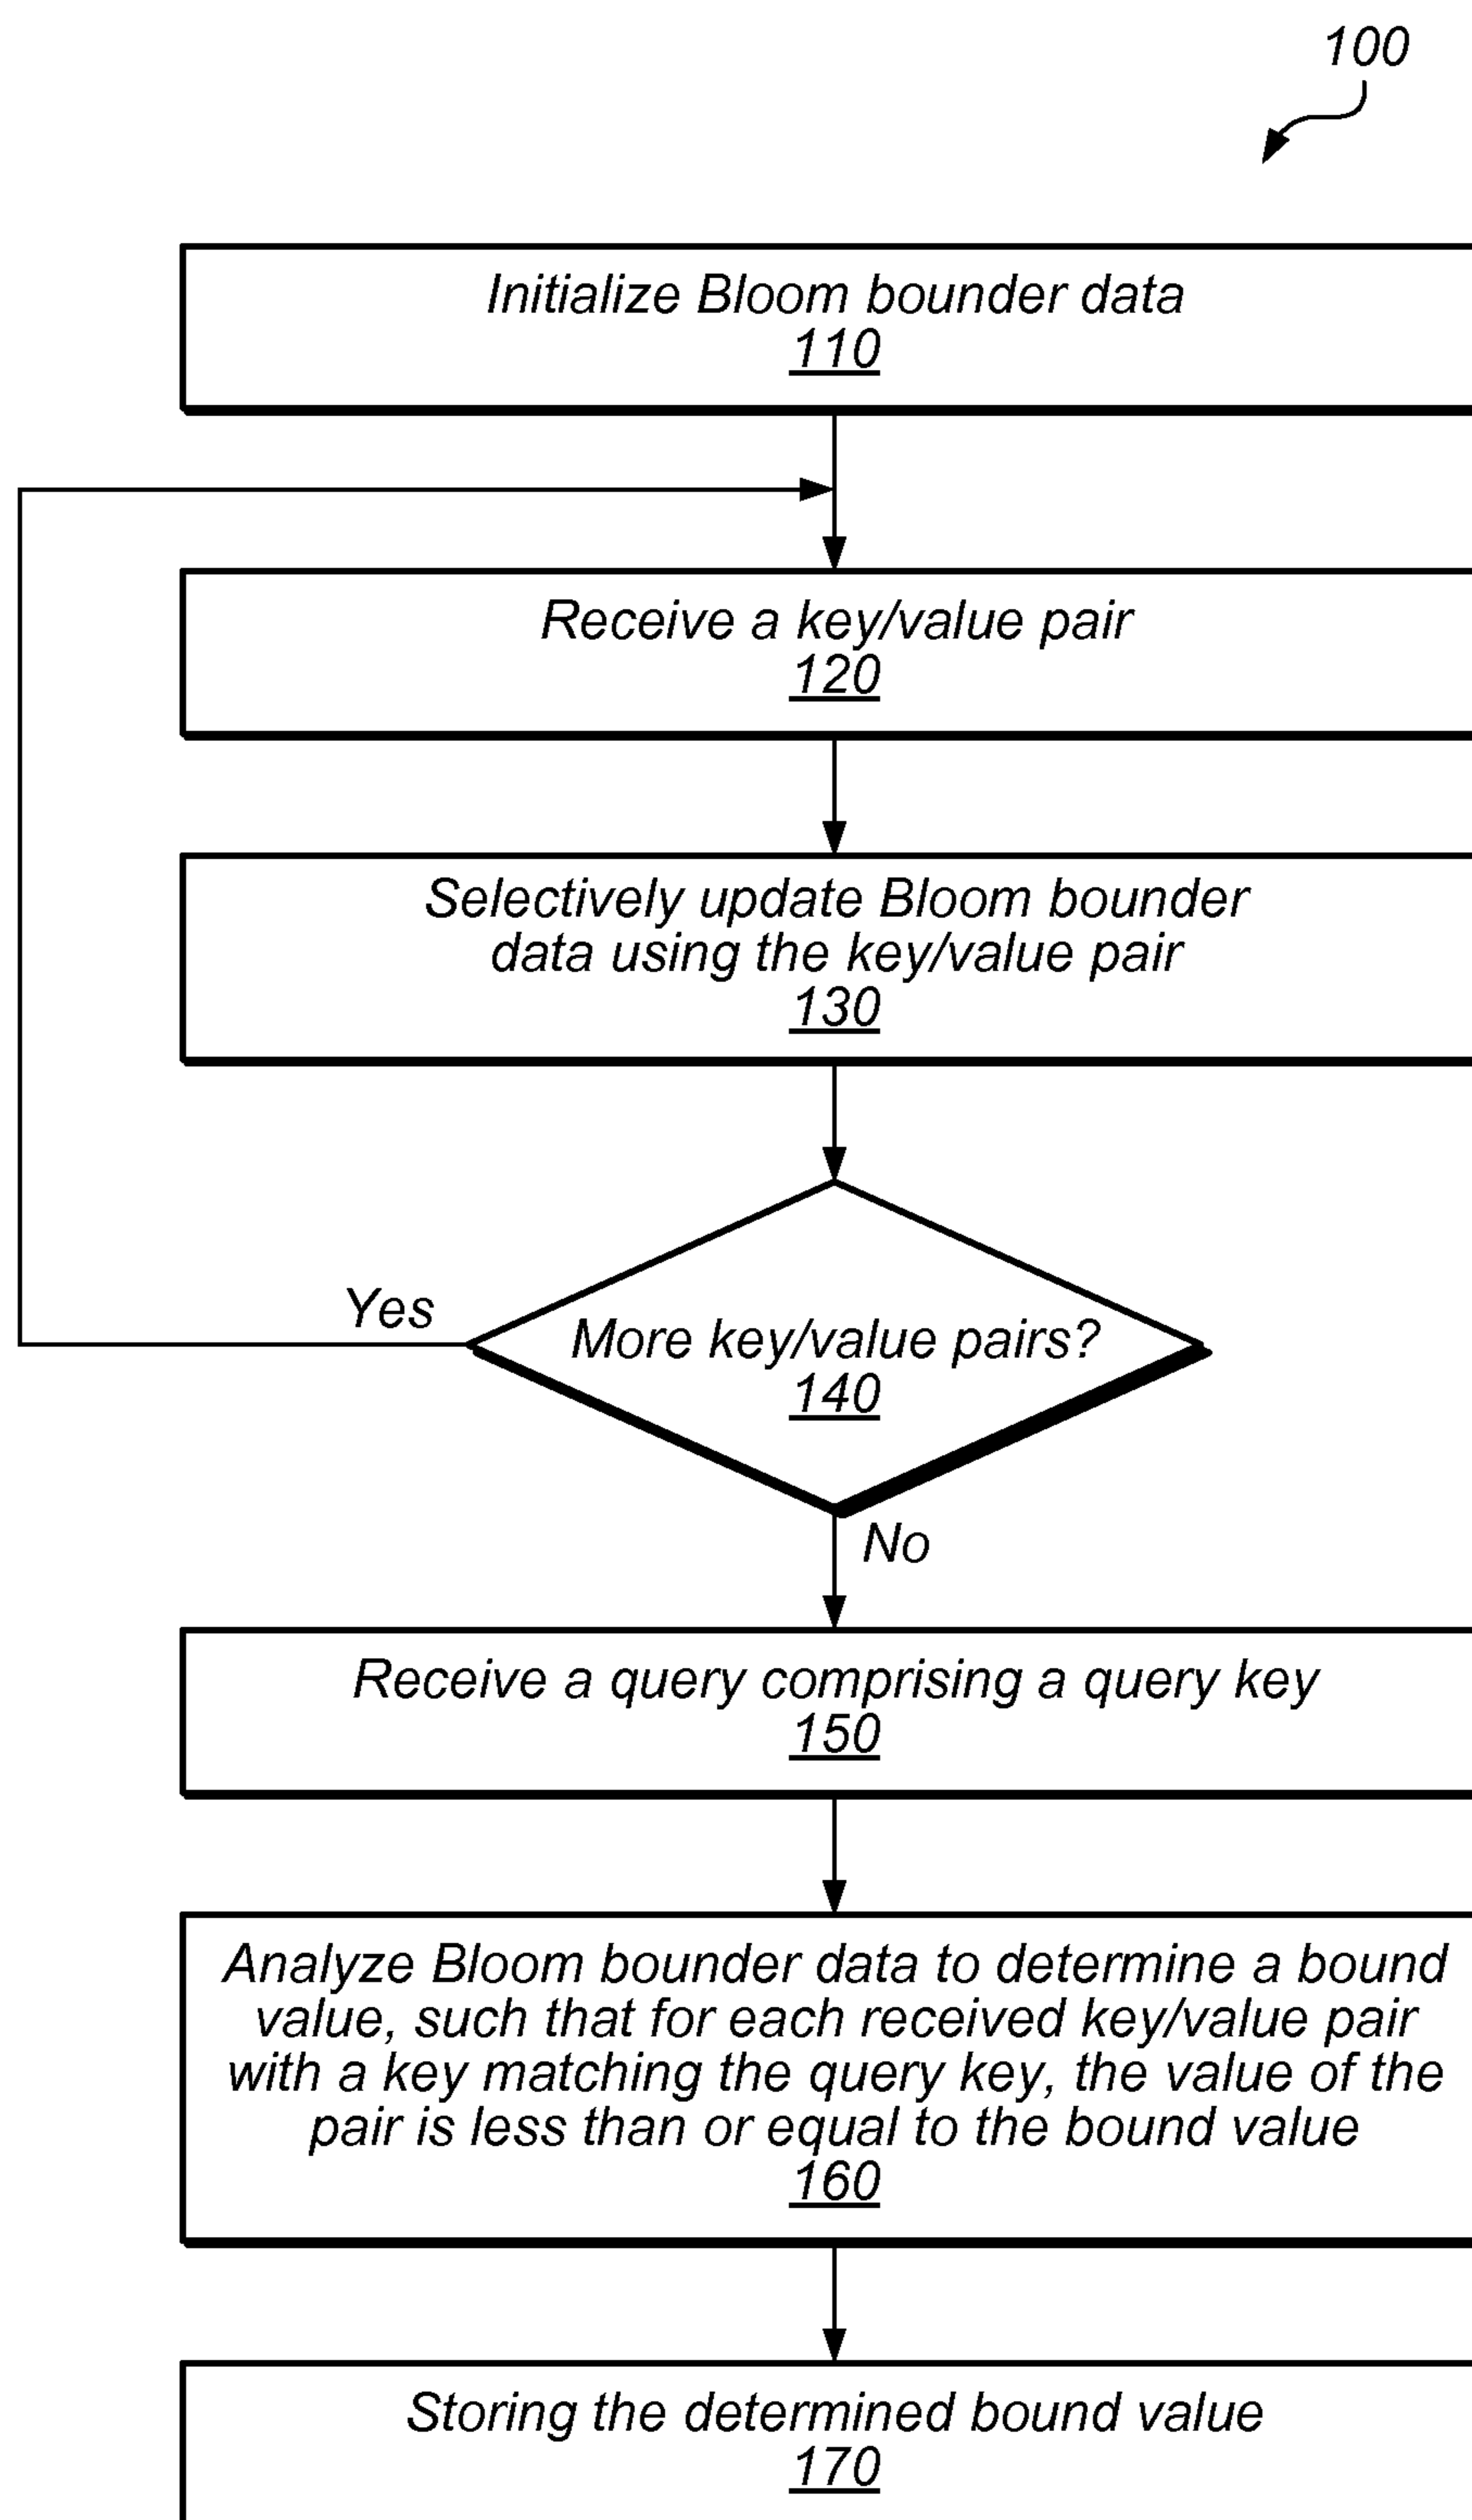 100
Initialize Bloom bounder data
110
Receive a key/value pair
120
Selectively update Bloom bounder
data using the key/value pair
130
Yes
More key/value pairs?
140
No
Receive a query comprising a query key
150
Analyze Bloom bounder data to determine a bound
value, such that for each received key/value pair
with a key matching the query key, the value of the
pair is less than or equal to the bound value
160
Storing the determined bound value
170